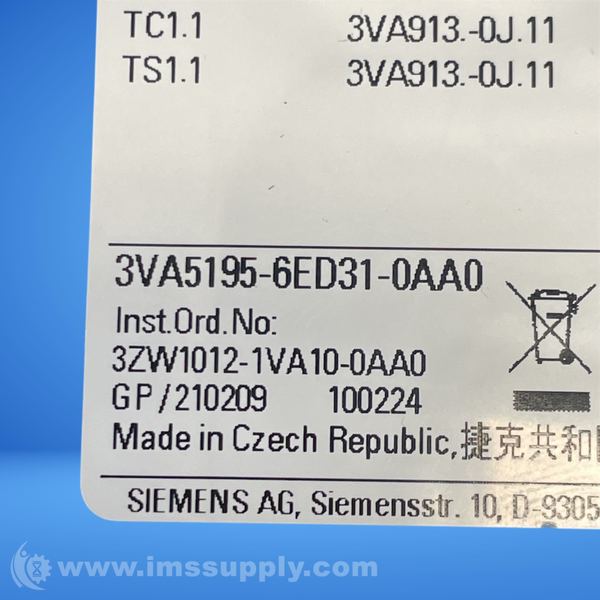 TC1.1 3VA913.-0J.11
TS1.1 3VA913.-0J.11
3VA5195-6ED31-0AA0
Inst.Ord.No:
3ZW1012-1VA10-0AA0
GP/210209 100224
Made in Czech Republic,捷克共和
SIEMENS AG, Siemensstr. 10, D-9305
www.imssupply.com